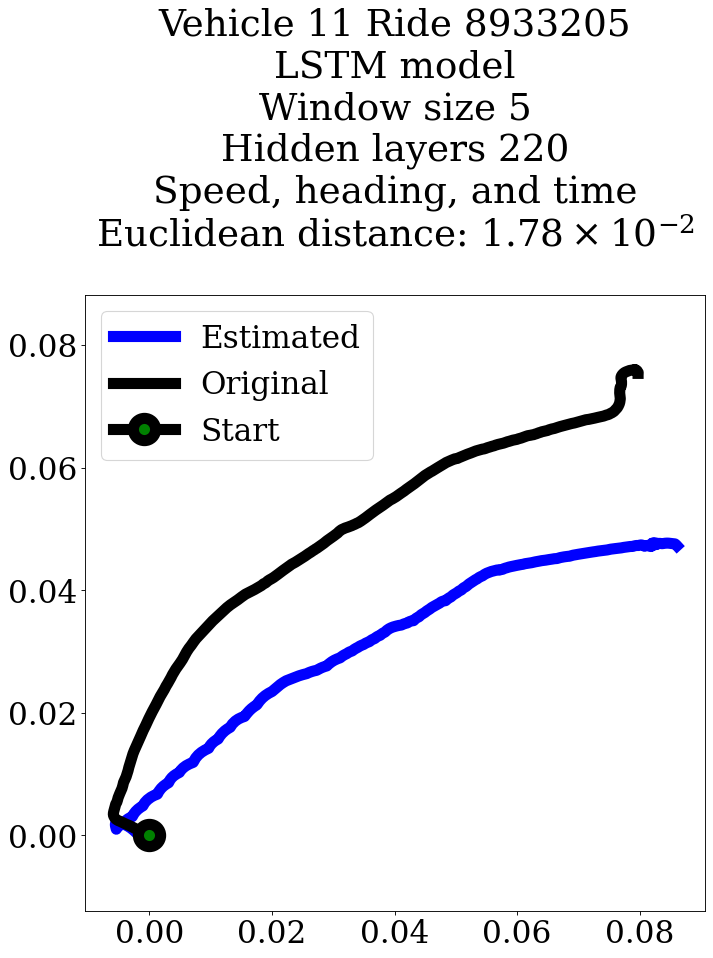 Vehicle 11 Ride 8933205
LSTM model
Window size 5
Hidden layers 220
Speed, heading, and time
Euclidean distance: 1.78 × 10⁻²
Estimated
Original
Start
0.08
0.06
0.04
0.02
0.00
0.00 0.02 0.04 0.06 0.08